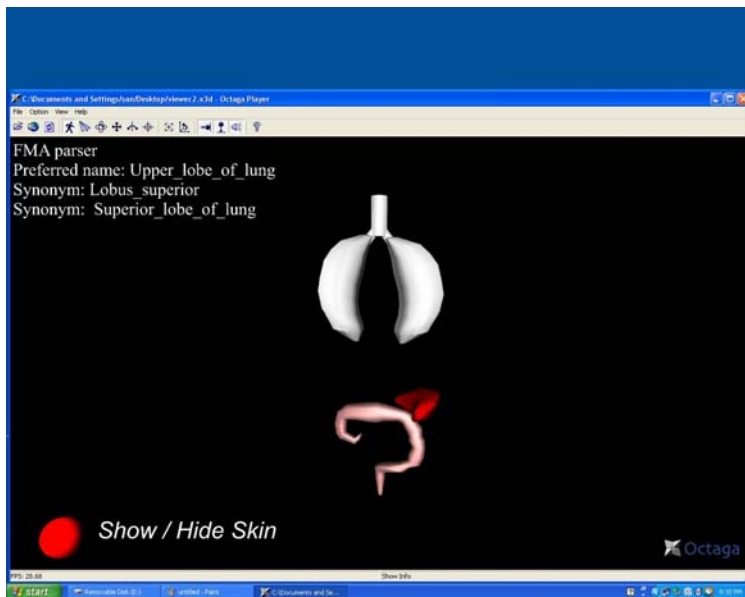 C:\Documents and Settings\san\Desktop\viewer2.x3d - Octaga Player
File Option View Help
FMA parser
Preferred name: Upper_lobe_of_lung
Synonym: Lobus_superior
Synonym: Superior_lobe_of_lung
Show / Hide Skin
Octaga
FPS: 28.68 Show Info
start Removable Disk (E:) untitled - Paint C:\Documents and Se...